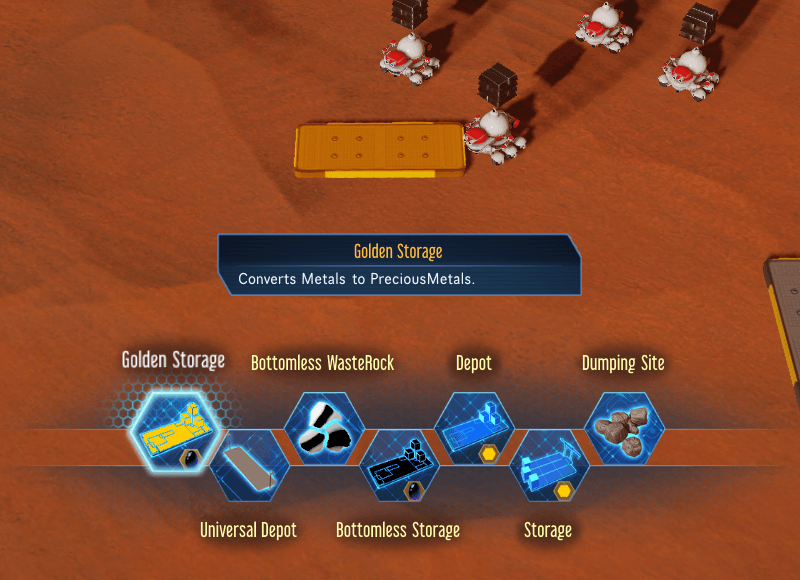 Golden Storage
Converts Metals to PreciousMetals.
Golden Storage
Bottomless WasteRock
Depot
Dumping Site
Universal Depot
Bottomless Storage
Storage